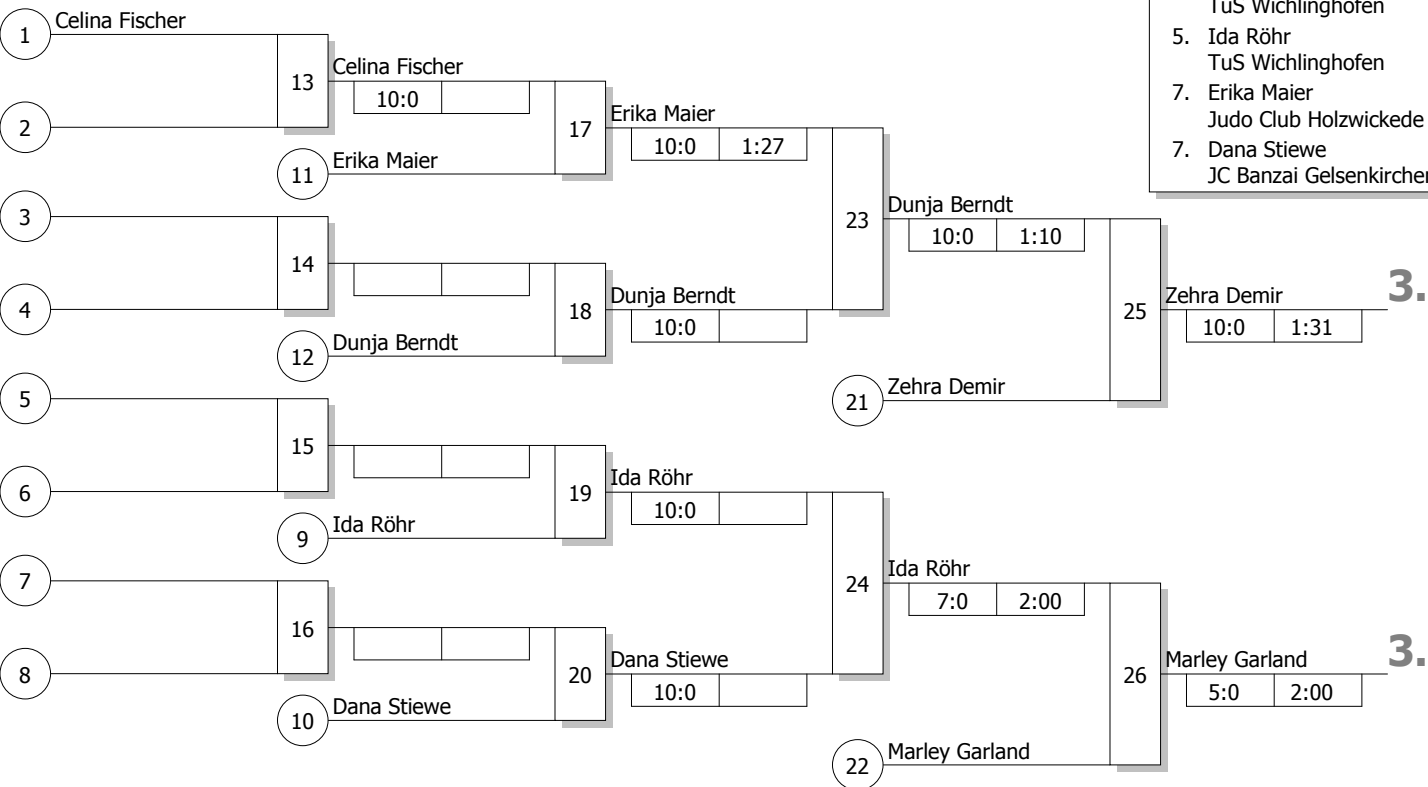 TuS Wichlinghofen
5. Ida Röhr
TuS Wichlinghofen
7. Erika Maier
Judo Club Holzwickede
7. Dana Stiewe
JC Banzai Gelsenkirchen
1 Celina Fischer
13
Celina Fischer
10:0
2
17
Erika Maier
10:0 1:27
11 Erika Maier
3
23
Dunja Berndt
10:0 1:10
14
4
18
Dunja Berndt
10:0
25
Zehra Demir
10:0 1:31
3.
12 Dunja Berndt
5
21 Zehra Demir
15
6
19
Ida Röhr
10:0
9 Ida Röhr
7
24
Ida Röhr
7:0 2:00
16
8
20
Dana Stiewe
10:0
26
Marley Garland
5:0 2:00
3.
10 Dana Stiewe
22 Marley Garland